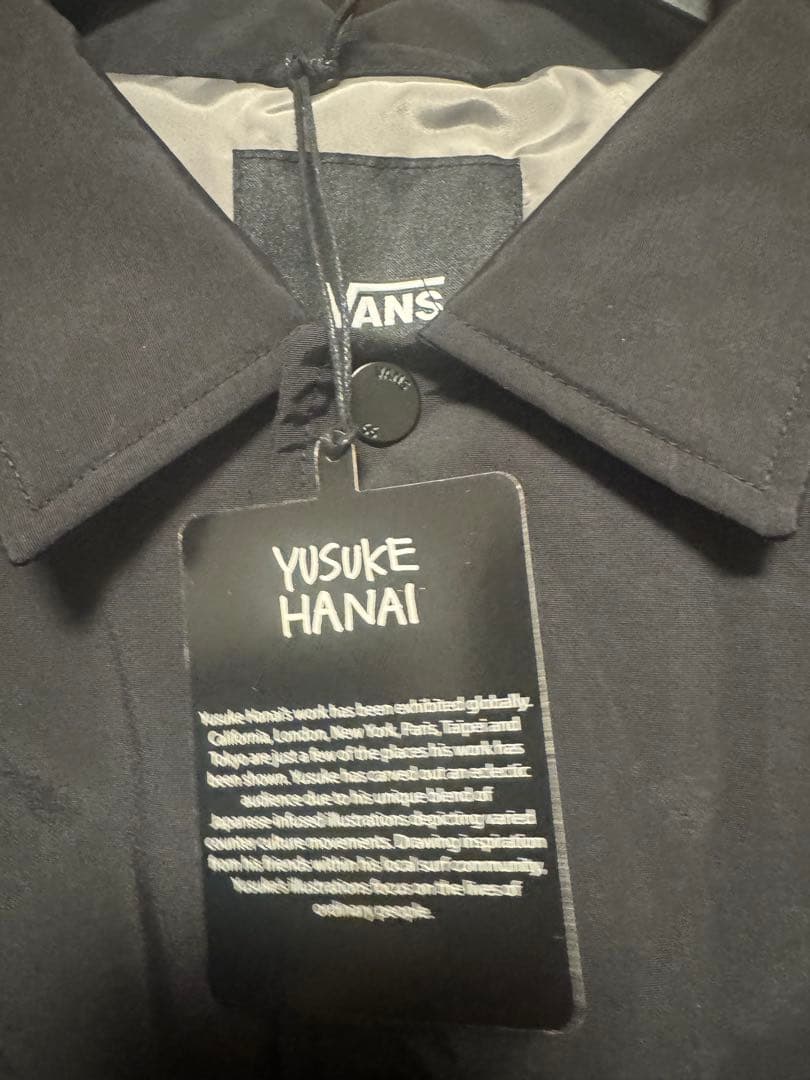 VANS
YUSUKE
HANAI
Yusuke Hanai's work has been exhibited globally.
California, London, New York, Paris, Taipei and
Tokyo are just a few of the places his work has
been shown. Yusuke has carved out an eclectic
audience due to his unique blend of
Japanese-infused illustrations depicting varied
counter culture movements. Drawing inspiration
from his friends within his local surf community,
Yusuke's illustrations focus on the lives of
ordinary people.